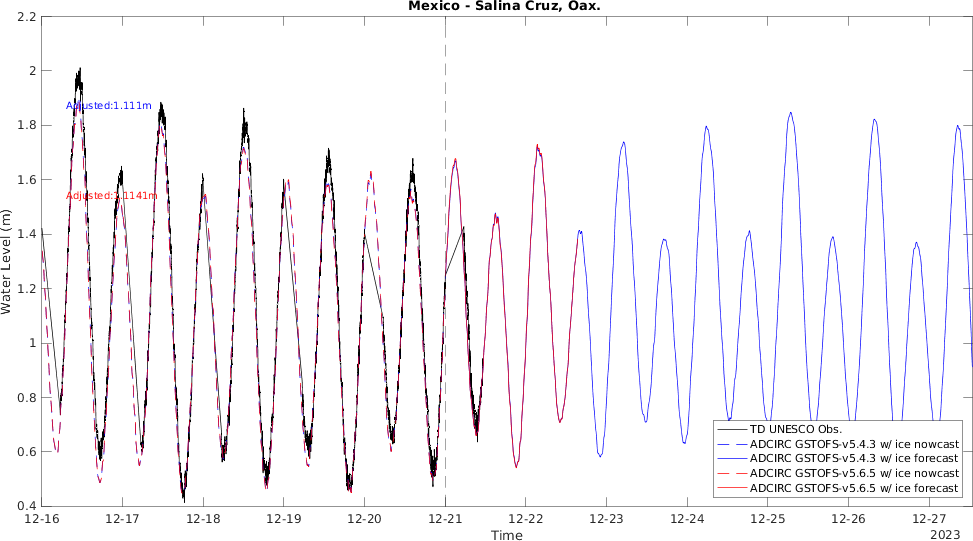 Mexico - Salina Cruz, Oax.
2.2
2
1.8
1.6
1.4
1.2
1
0.8
0.6
0.4
Water Level (m)
Adjusted:1.111m
Adjusted:1.1141m
TD UNESCO Obs.
ADCIRC GSTOFS-v5.4.3 w/ ice nowcast
ADCIRC GSTOFS-v5.4.3 w/ ice forecast
ADCIRC GSTOFS-v5.6.5 w/ ice nowcast
ADCIRC GSTOFS-v5.6.5 w/ ice forecast
12-16 12-17 12-18 12-19 12-20 12-21 12-22 12-23 12-24 12-25 12-26 12-27
2023
Time